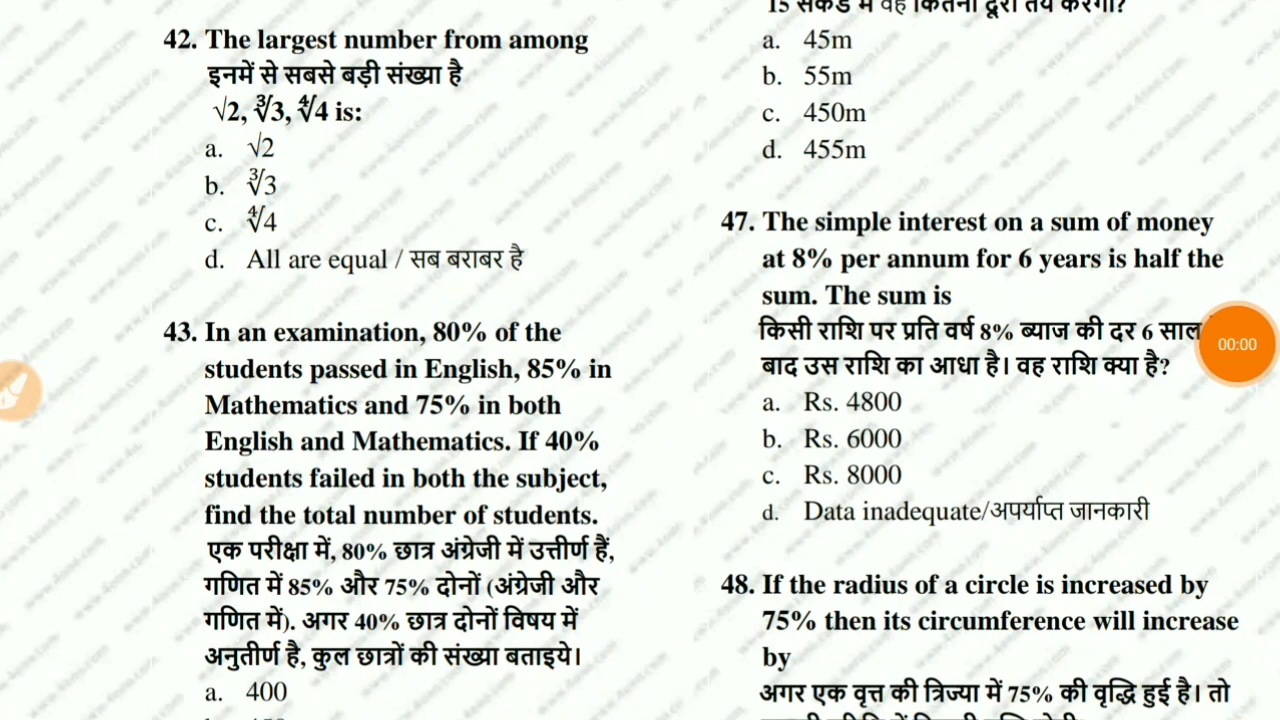 42. The largest number from among
इनमें से सबसे बड़ी संख्या है
√2, ∛3, ∜4 is:
a. √2
b. ∛3
c. ∜4
d. All are equal / सब बराबर है
43. In an examination, 80% of the
students passed in English, 85% in
Mathematics and 75% in both
English and Mathematics. If 40%
students failed in both the subject,
find the total number of students.
एक परीक्षा में, 80% छात्र अंग्रेजी में उत्तीर्ण हैं,
गणित में 85% और 75% दोनों (अंग्रेजी और
गणित में). अगर 40% छात्र दोनों विषय में
अनुतीर्ण है, कुल छात्रों की संख्या बताइये।
a. 400
15 सेकंड में वह कितनी दूरी तय करेगी?
a. 45m
b. 55m
c. 450m
d. 455m
47. The simple interest on a sum of money
at 8% per annum for 6 years is half the
sum. The sum is
किसी राशि पर प्रति वर्ष 8% ब्याज की दर 6 साल
बाद उस राशि का आधा है। वह राशि क्या है?
a. Rs. 4800
b. Rs. 6000
c. Rs. 8000
d. Data inadequate/अपर्याप्त जानकारी
48. If the radius of a circle is increased by
75% then its circumference will increase
by
अगर एक वृत्त की त्रिज्या में 75% की वृद्धि हुई है। तो
00:00